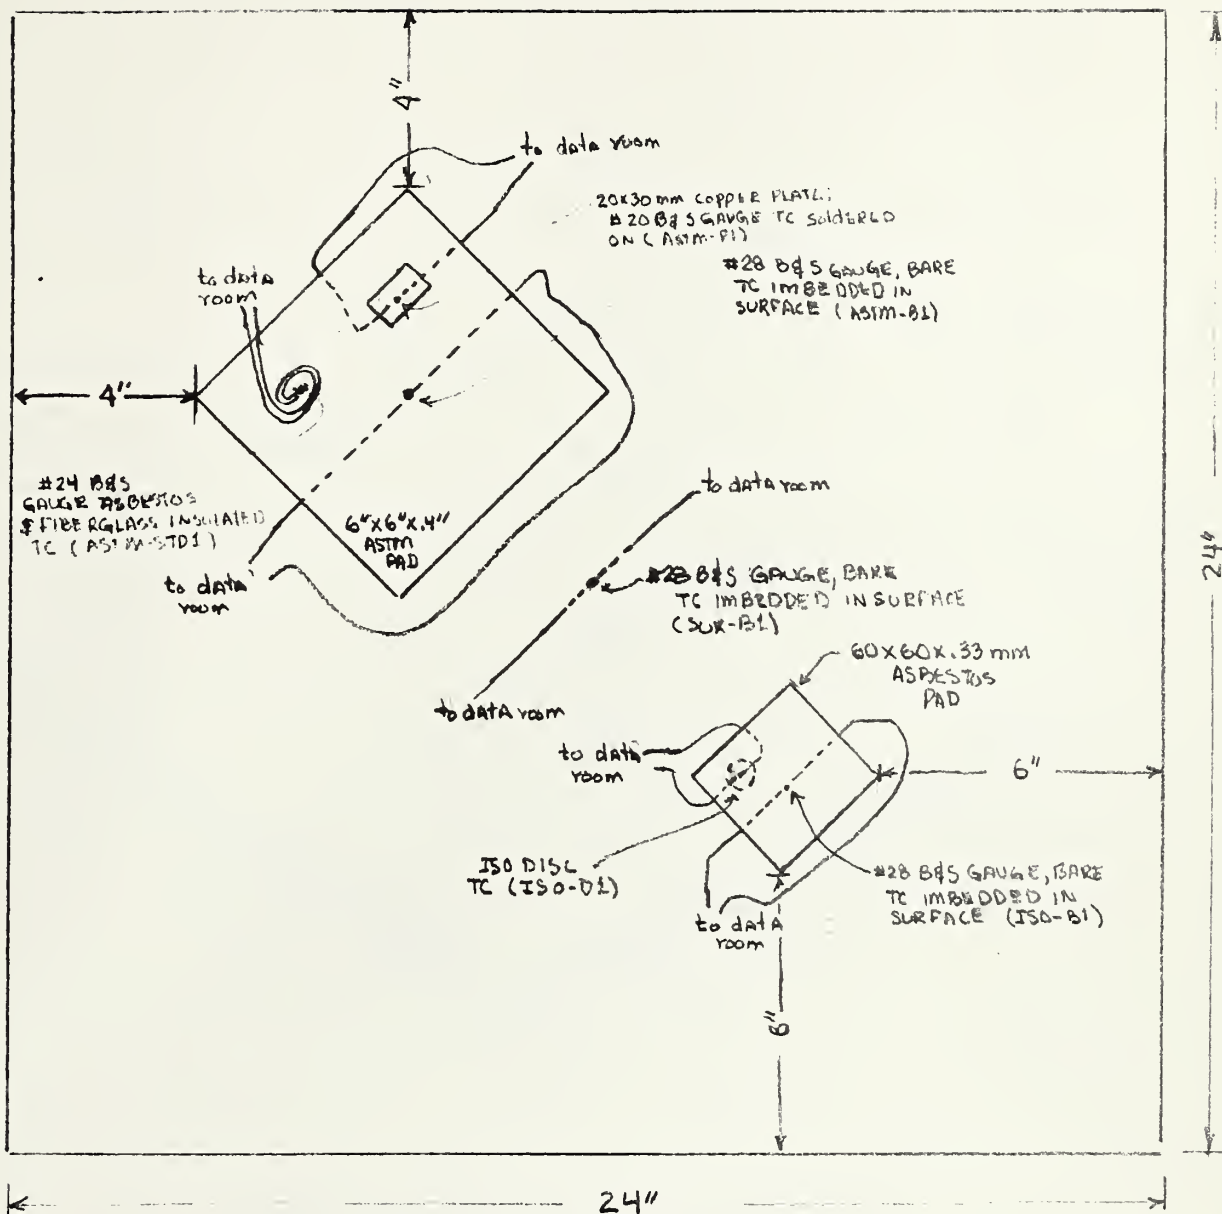 4"
to data room
20x30 mm COPPER PLATE;
#20 B&S GAUGE TC SOLDERED
ON (ASTM-P1)
#28 B&S GAUGE, BARE
TC IMBEDDED IN
SURFACE (ASTM-B1)
to data
room
4"
24"
#24 B&S
GAUGE ASBESTOS
& FIBERGLASS INSULATED
TC (ASTM-STD1)
6"x6"x.4"
ASTM
PAD
to data
room
to data room
#28 B&S GAUGE, BARE
TC IMBEDDED IN SURFACE
(SUR-B1)
60x60x.33 mm
ASBESTOS
PAD
to data room
to data
room
6"
ISO DISC
TC (ISO-D1)
#28 B&S GAUGE, BARE
TC IMBEDDED IN
SURFACE (ISO-B1)
to data
room
6"
24"